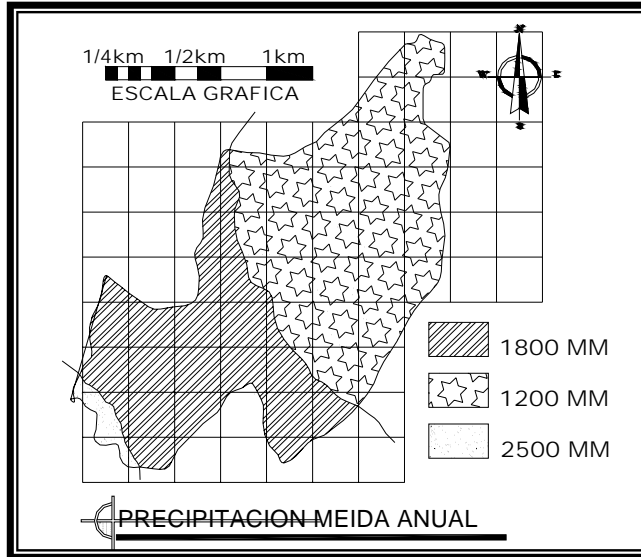 1/4km 1/2km 1km
ESCALA GRAFICA
1800 MM
1200 MM
2500 MM
PRECIPITACION MEIDA ANUAL